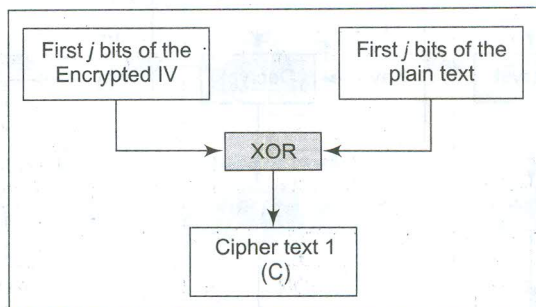 First j bits of the
Encrypted IV
First j bits of the
plain text
XOR
Cipher text 1
(C)